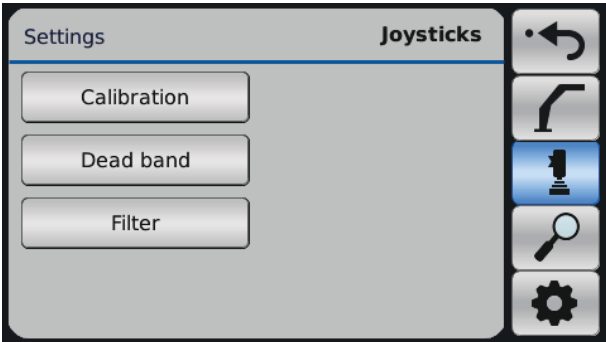 Settings
Joysticks
Calibration
Dead band
Filter